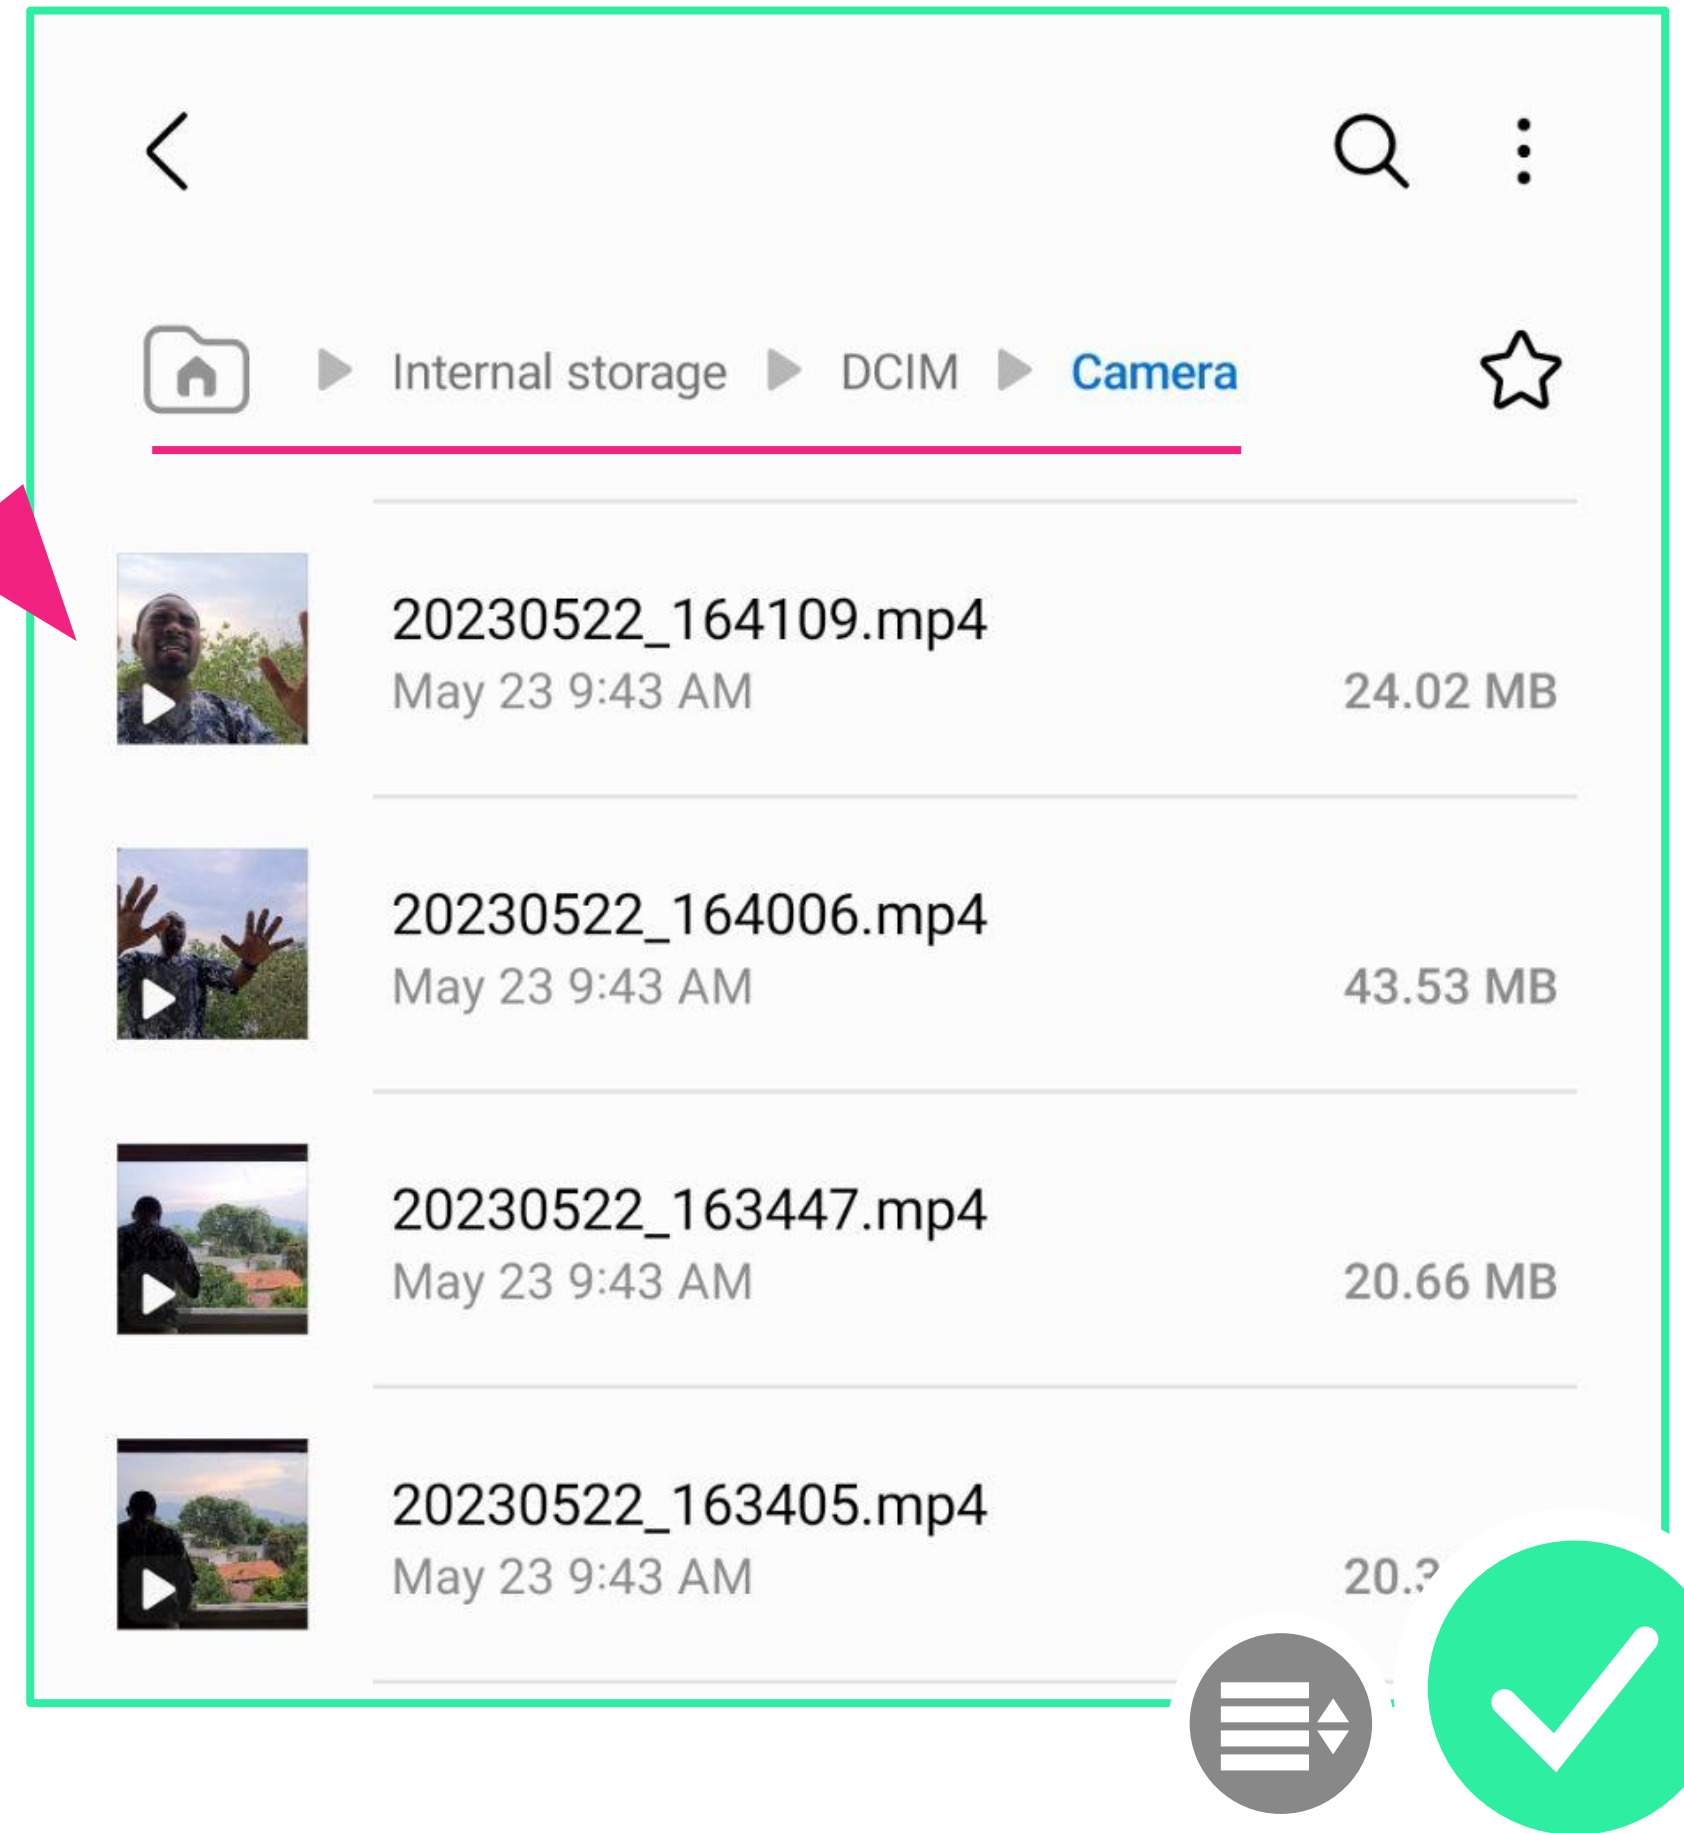 Internal storage DCIM Camera
20230522_164109.mp4
May 23 9:43 AM 24.02 MB
20230522_164006.mp4
May 23 9:43 AM 43.53 MB
20230522_163447.mp4
May 23 9:43 AM 20.66 MB
20230522_163405.mp4
May 23 9:43 AM